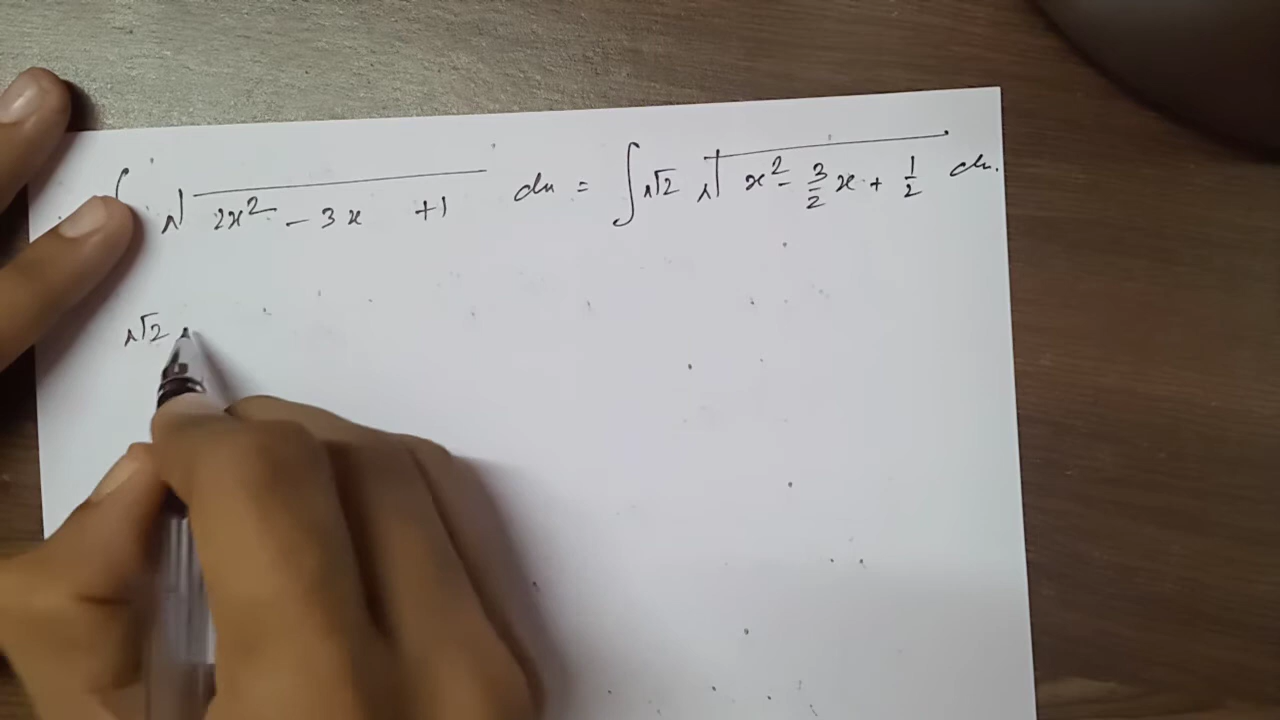 ∫ √(2x² - 3x +1) dx = ∫ √2 √(x² - 3/2 x + 1/2) dx.
√2